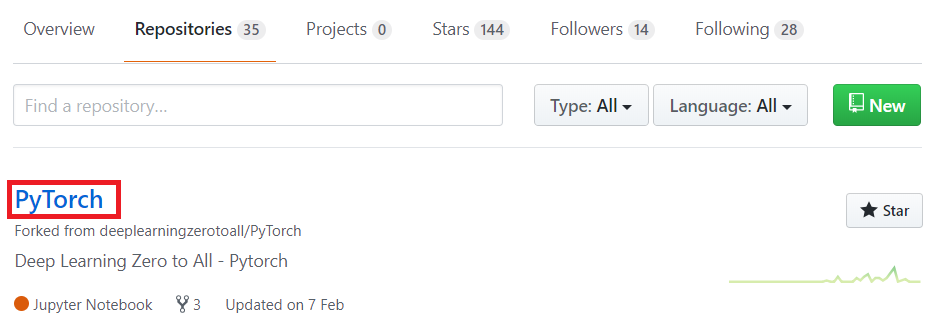 Overview Repositories 35 Projects 0 Stars 144 Followers 14 Following 28
Find a repository... Type: All Language: All New
PyTorch
Star
Forked from deeplearningzerotoall/PyTorch
Deep Learning Zero to All - Pytorch
Jupyter Notebook 3 Updated on 7 Feb